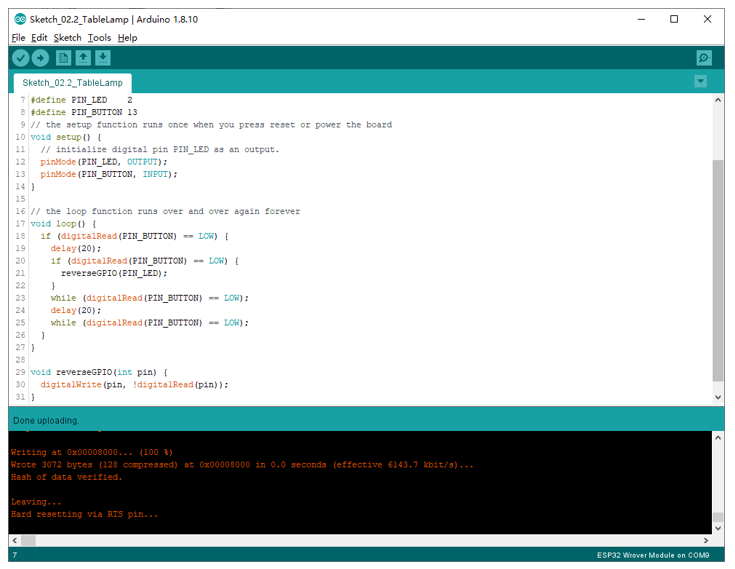 Sketch_02.2_TableLamp | Arduino 1.8.10
File Edit Sketch Tools Help
Sketch_02.2_TableLamp
7 #define PIN_LED    2
8 #define PIN_BUTTON 13
9 // the setup function runs once when you press reset or power the board
10 void setup() {
11   // initialize digital pin PIN_LED as an output.
12   pinMode(PIN_LED, OUTPUT);
13   pinMode(PIN_BUTTON, INPUT);
14 }
15
16 // the loop function runs over and over again forever
17 void loop() {
18   if (digitalRead(PIN_BUTTON) == LOW) {
19     delay(20);
20     if (digitalRead(PIN_BUTTON) == LOW) {
21       reverseGPIO(PIN_LED);
22     }
23     while (digitalRead(PIN_BUTTON) == LOW);
24     delay(20);
25     while (digitalRead(PIN_BUTTON) == LOW);
26   }
27 }
28
29 void reverseGPIO(int pin) {
30   digitalWrite(pin, !digitalRead(pin));
31 }
Done uploading.
Writing at 0x00008000... (100 %)
Wrote 3072 bytes (128 compressed) at 0x00008000 in 0.0 seconds (effective 6143.7 kbit/s)...
Hash of data verified.
Leaving...
Hard resetting via RTS pin...
7 ESP32 Wrover Module on COM9